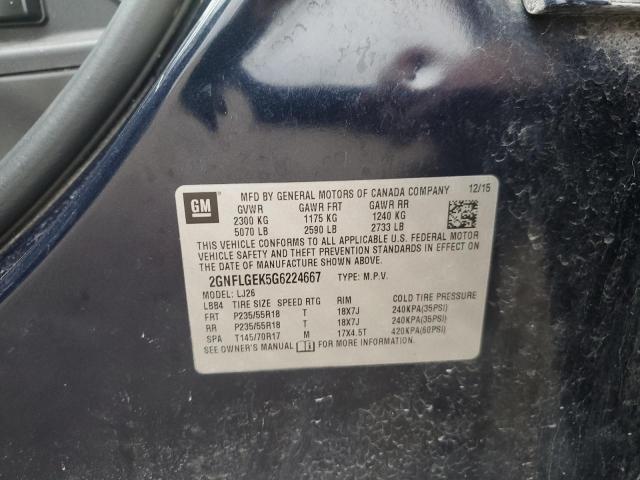 GM
MFD BY GENERAL MOTORS OF CANADA COMPANY 12/15
GVWR GAWR FRT GAWR RR
2300 KG 1175 KG 1240 KG
5070 LB 2590 LB 2733 LB
THIS VEHICLE CONFORMS TO ALL APPLICABLE U.S. FEDERAL MOTOR
VEHICLE SAFETY AND THEFT PREVENTION STANDARDS IN EFFECT ON
THE DATE OF MANUFACTURE SHOWN ABOVE.
2GNFLGEK5G6224667 TYPE: M.P.V.
MODEL: LJ26
LBB4 TIRE SIZE SPEED RTG RIM COLD TIRE PRESSURE
FRT P235/55R18 T 18X7J 240KPA(35PSI)
RR P235/55R18 T 18X7J 240KPA(35PSI)
SPA T145/70R17 M 17X4.5T 420KPA(60PSI)
SEE OWNER'S MANUAL FOR MORE INFORMATION.